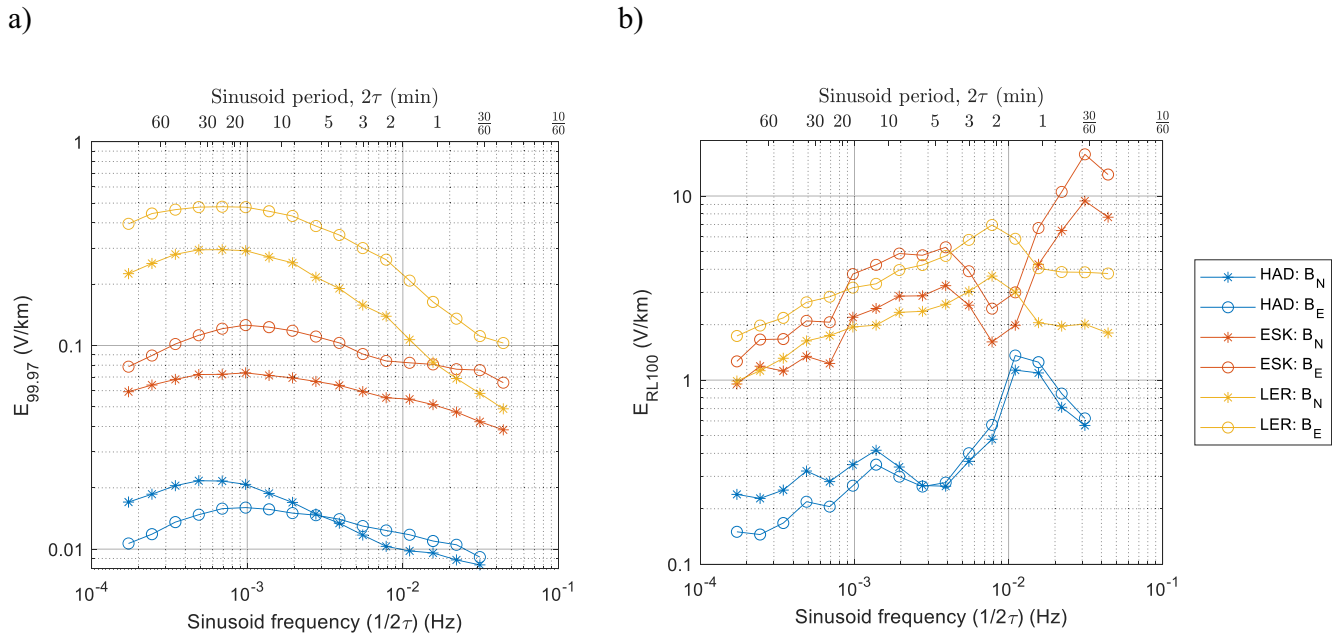 a)
Sinusoid period, 2τ (min)
60 30 20 10 5 3 2 1 30/60 10/60
1
0.1
0.01
E99.97 (V/km)
10-4 10-3 10-2 10-1
Sinusoid frequency (1/2τ) (Hz)
b)
Sinusoid period, 2τ (min)
60 30 20 10 5 3 2 1 30/60 10/60
10
1
0.1
ERL100 (V/km)
10-4 10-3 10-2 10-1
Sinusoid frequency (1/2τ) (Hz)
HAD: BN
HAD: BE
ESK: BN
ESK: BE
LER: BN
LER: BE